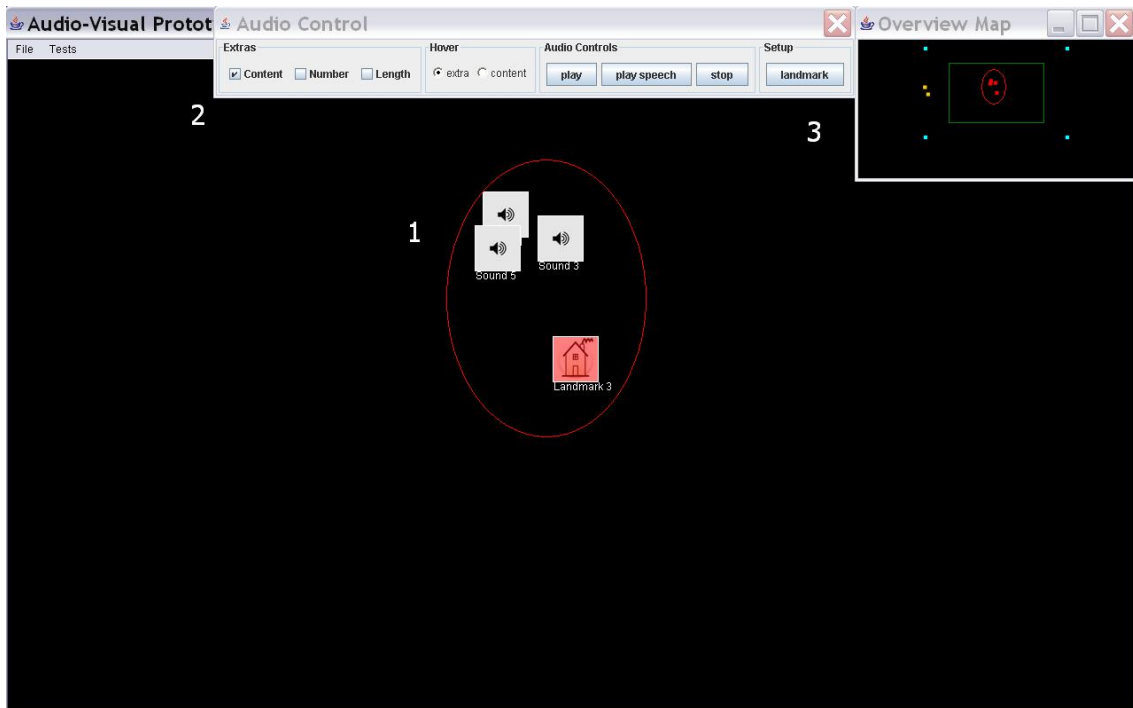 Audio-Visual Protot
Audio Control
Overview Map
File Tests
Extras
Content Number Length
Hover
extra content
Audio Controls
play play speech stop
Setup
landmark
2
3
1
Sound 5
Sound 3
Landmark 3